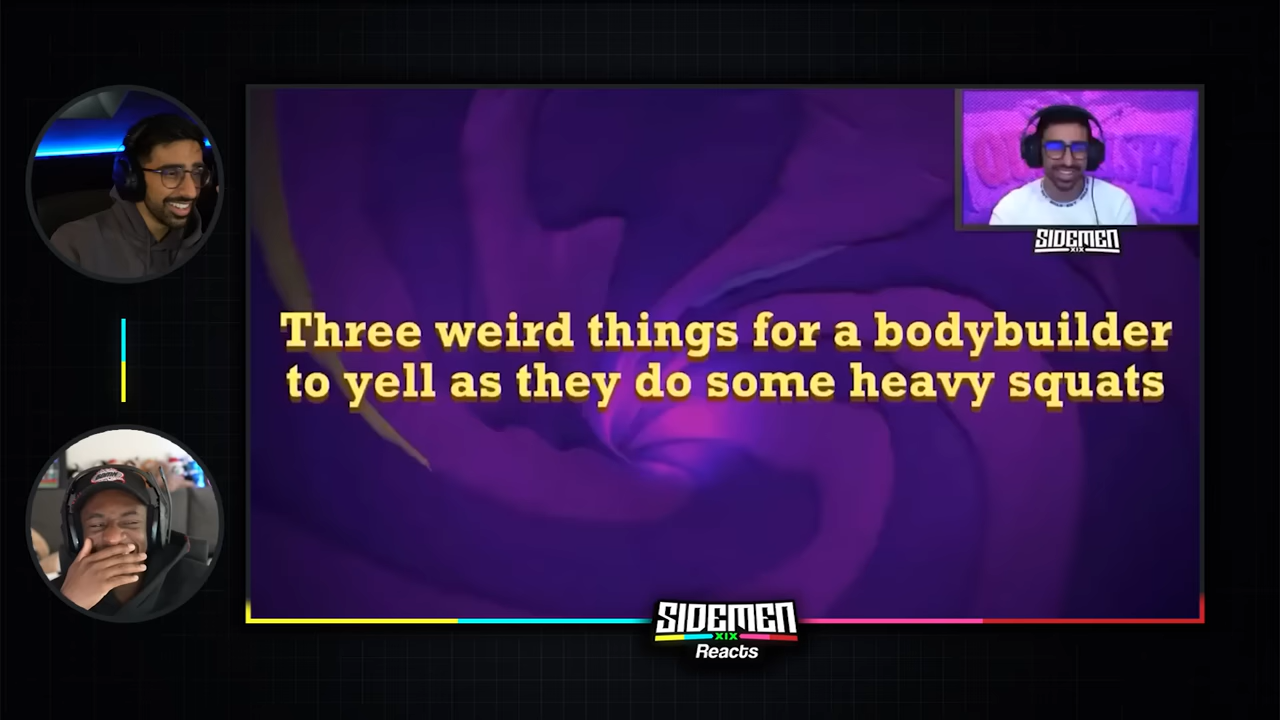 SIDEMEN
XIX
Three weird things for a bodybuilder
to yell as they do some heavy squats
SIDEMEN
XIX
Reacts